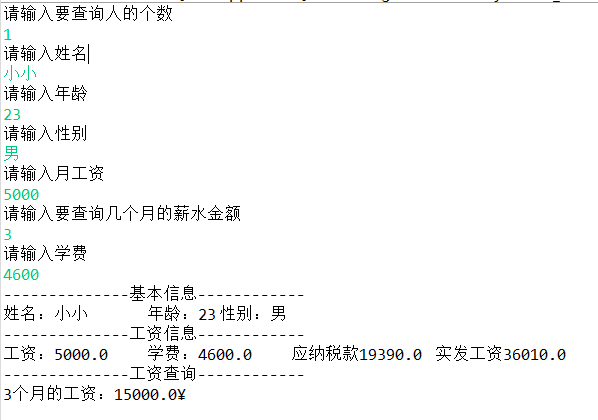 请输入要查询人的个数
1
请输入姓名
小小
请输入年龄
23
请输入性别
男
请输入月工资
5000
请输入要查询几个月的薪水金额
3
请输入学费
4600
--------------基本信息------------
姓名：小小 年龄：23 性别：男
--------------工资信息------------
工资：5000.0 学费：4600.0 应纳税款19390.0 实发工资36010.0
--------------工资查询------------
3个月的工资：15000.0¥